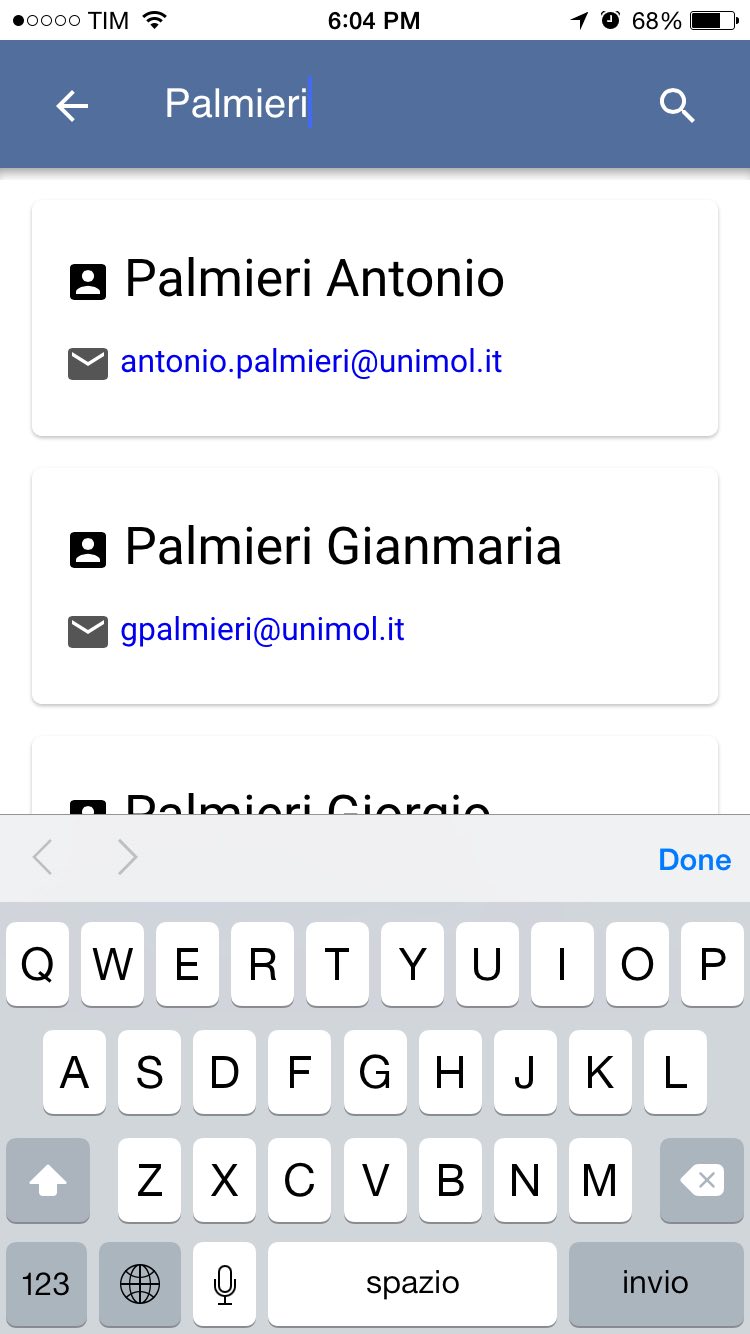 TIM 6:04 PM 68%
Palmieri
Palmieri Antonio
antonio.palmieri@unimol.it
Palmieri Gianmaria
gpalmieri@unimol.it
Palmieri Giorgio
Done
Q W E R T Y U I O P
A S D F G H J K L
Z X C V B N M
123 spazio invio